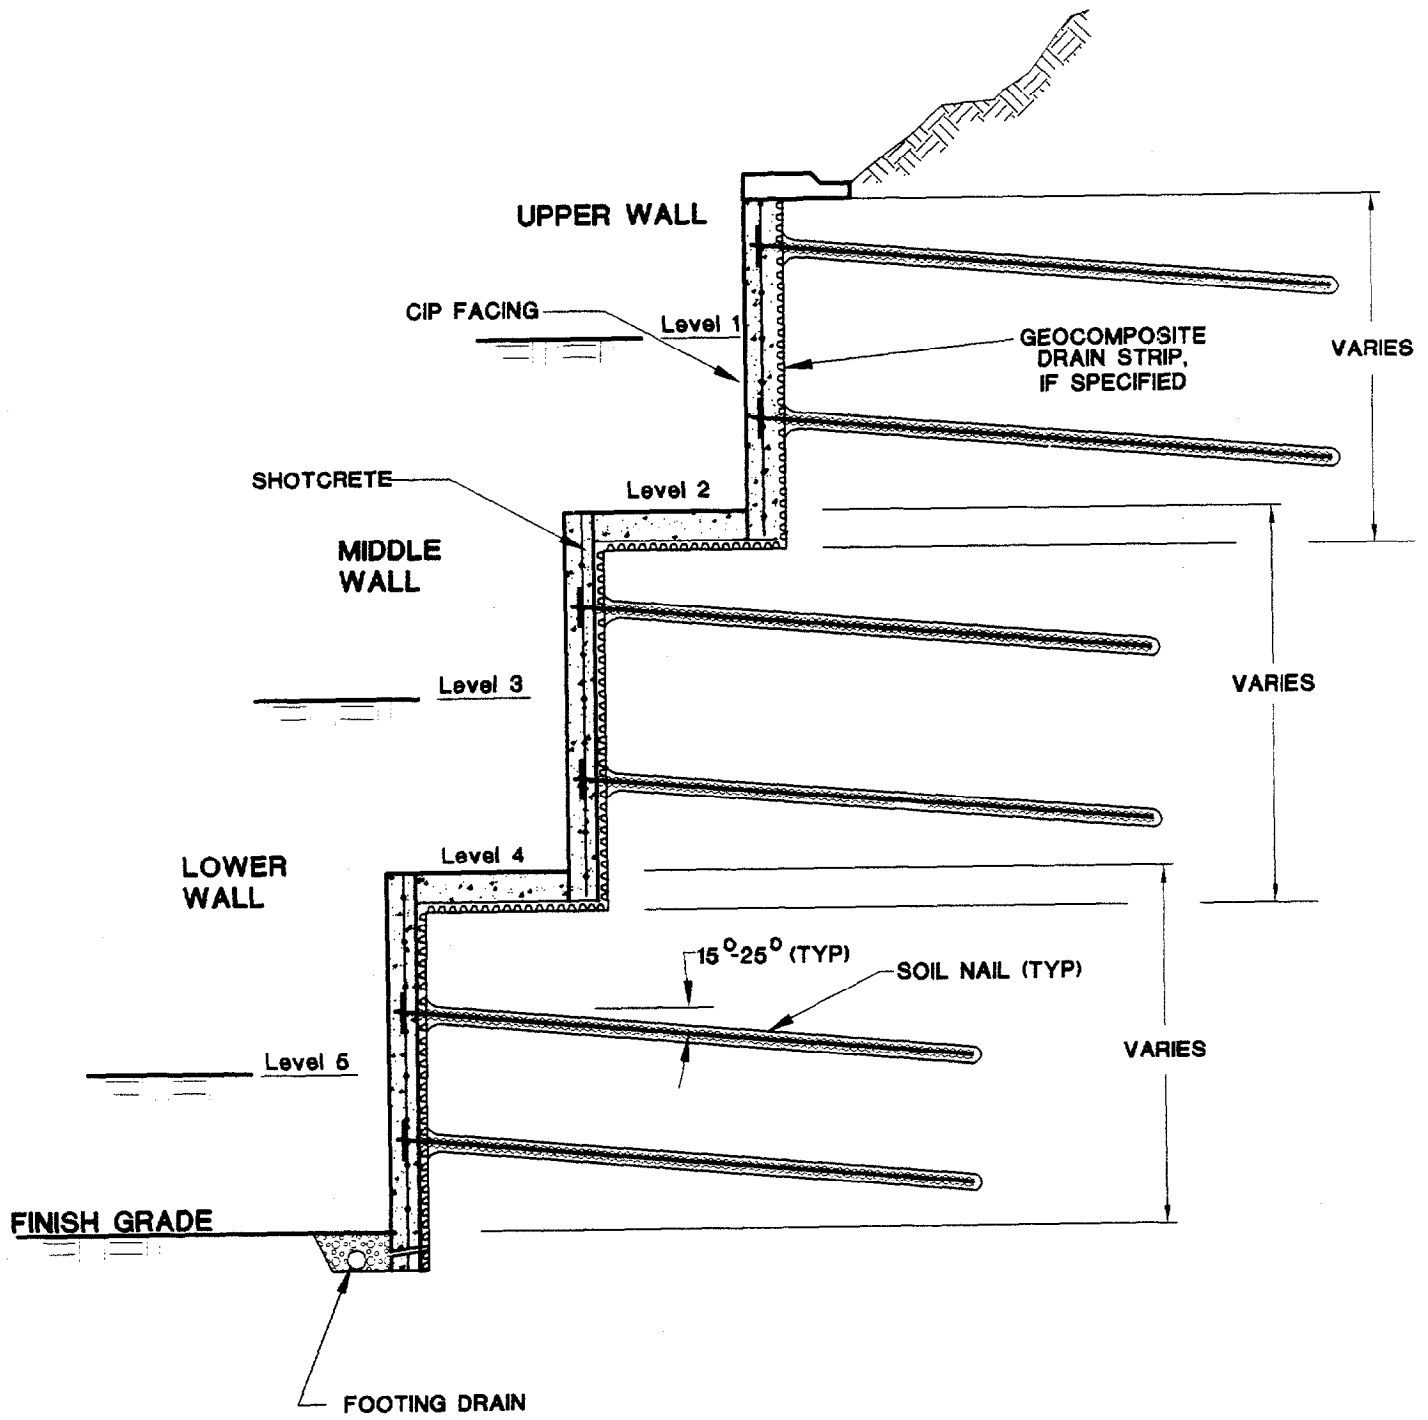 UPPER WALL
CIP FACING
Level 1
GEOCOMPOSITE
DRAIN STRIP,
IF SPECIFIED
VARIES
SHOTCRETE
Level 2
MIDDLE
WALL
Level 3
VARIES
LOWER
WALL
Level 4
15°-25° (TYP)
SOIL NAIL (TYP)
Level 5
VARIES
FINISH GRADE
FOOTING DRAIN